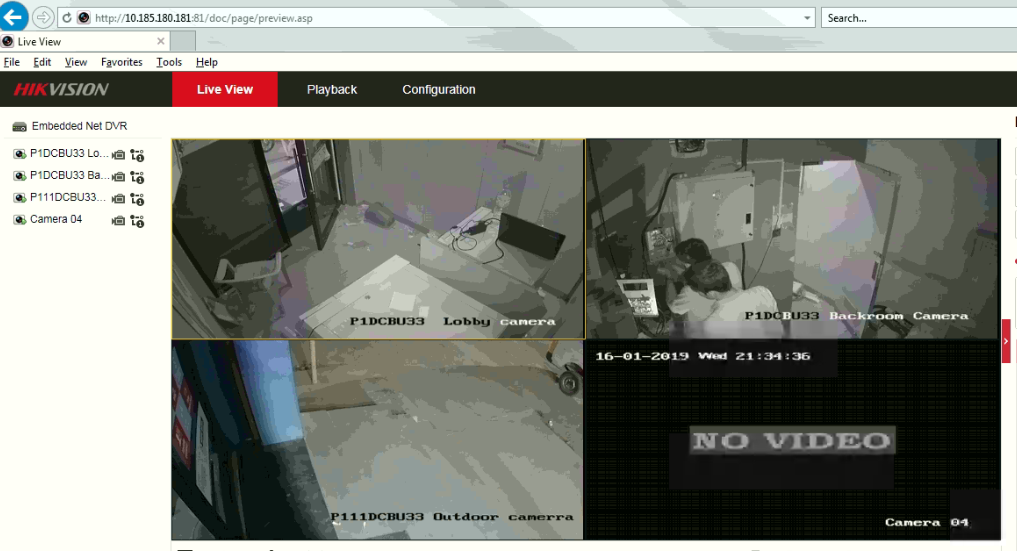 http://10.185.180.181:81/doc/page/preview.asp
Search...
Live View
File Edit View Favorites Tools Help
HIKVISION Live View Playback Configuration
Embedded Net DVR
P1DCBU33 Lo...
P1DCBU33 Ba...
P111DCBU33...
Camera 04
P1DCBU33 Lobby camera
P1DCBU33 Backroom Camera
16-01-2019 Wed 21:34:36
NO VIDEO
P111DCBU33 Outdoor camerra
Camera 04